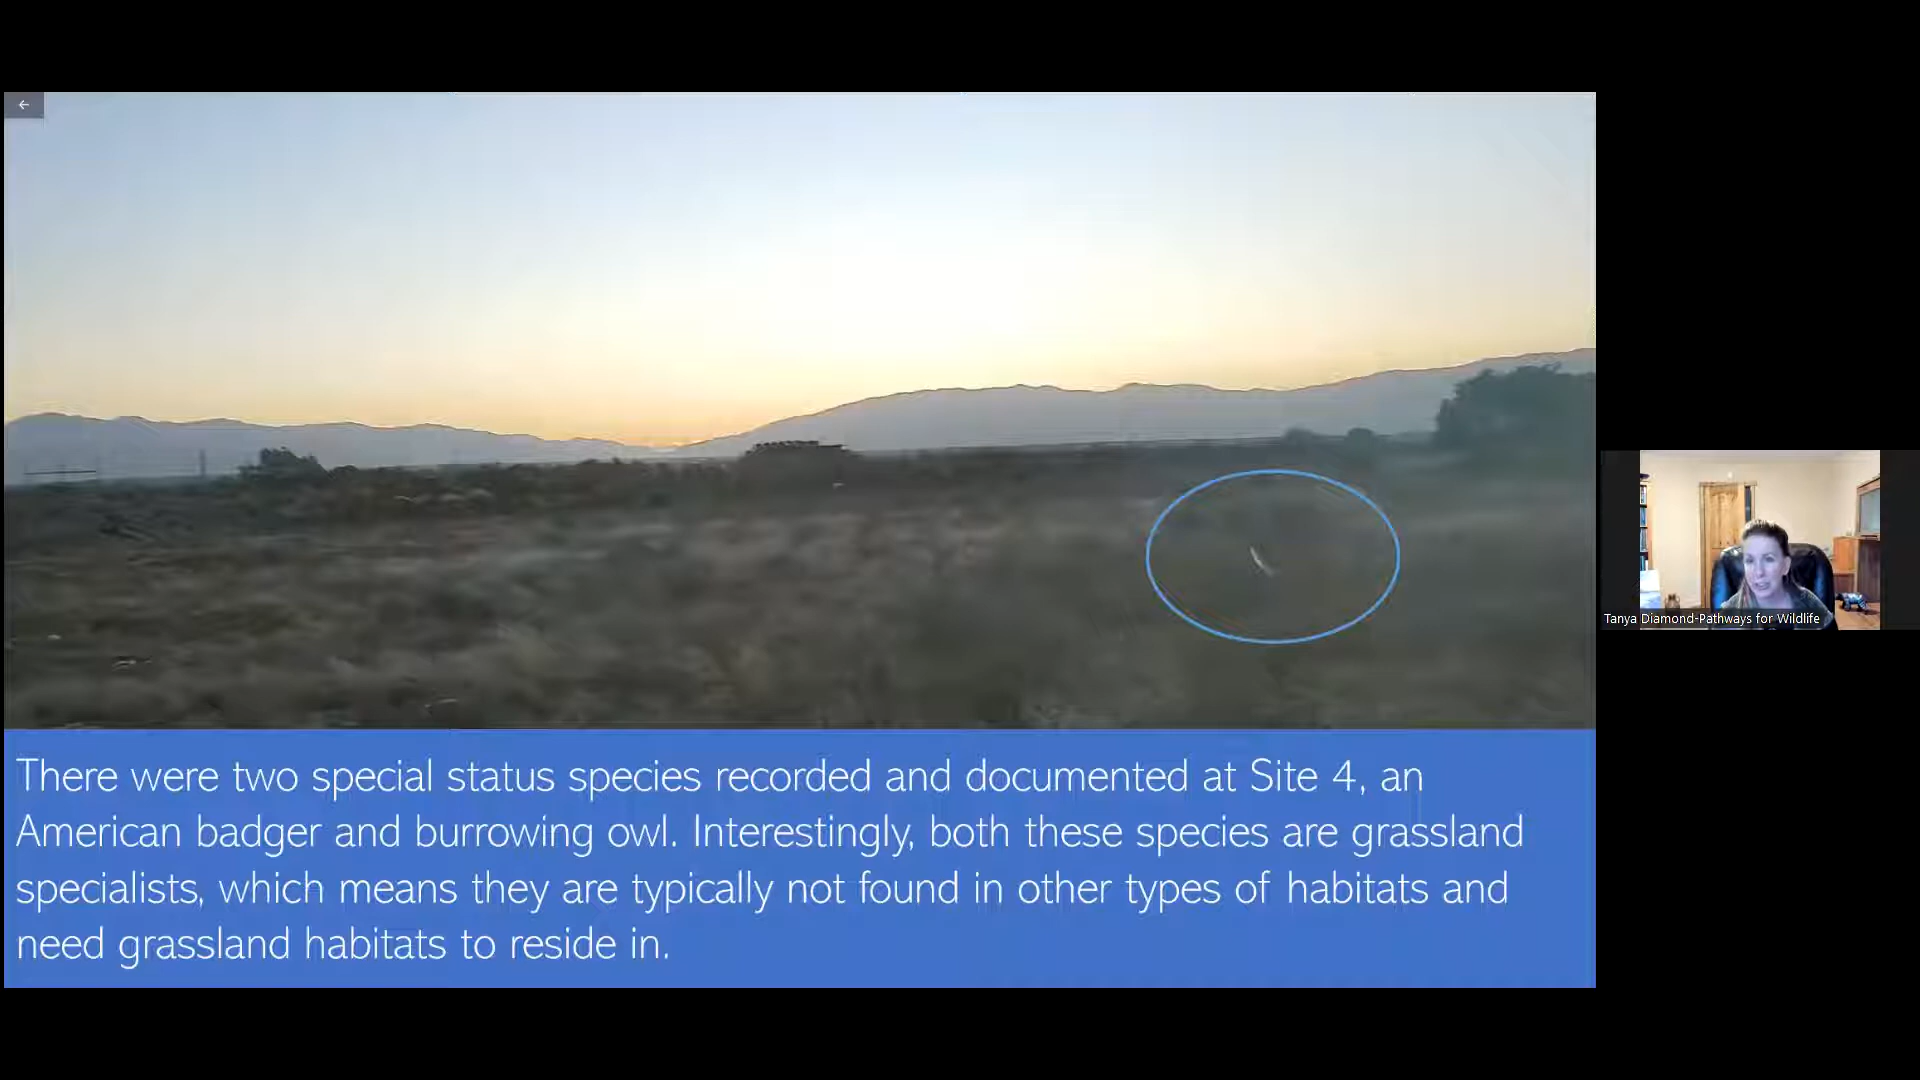 There were two special status species recorded and documented at Site 4, an
American badger and burrowing owl. Interestingly, both these species are grassland
specialists, which means they are typically not found in other types of habitats and
need grassland habitats to reside in.
Tanya Diamond-Pathways for Wildlife